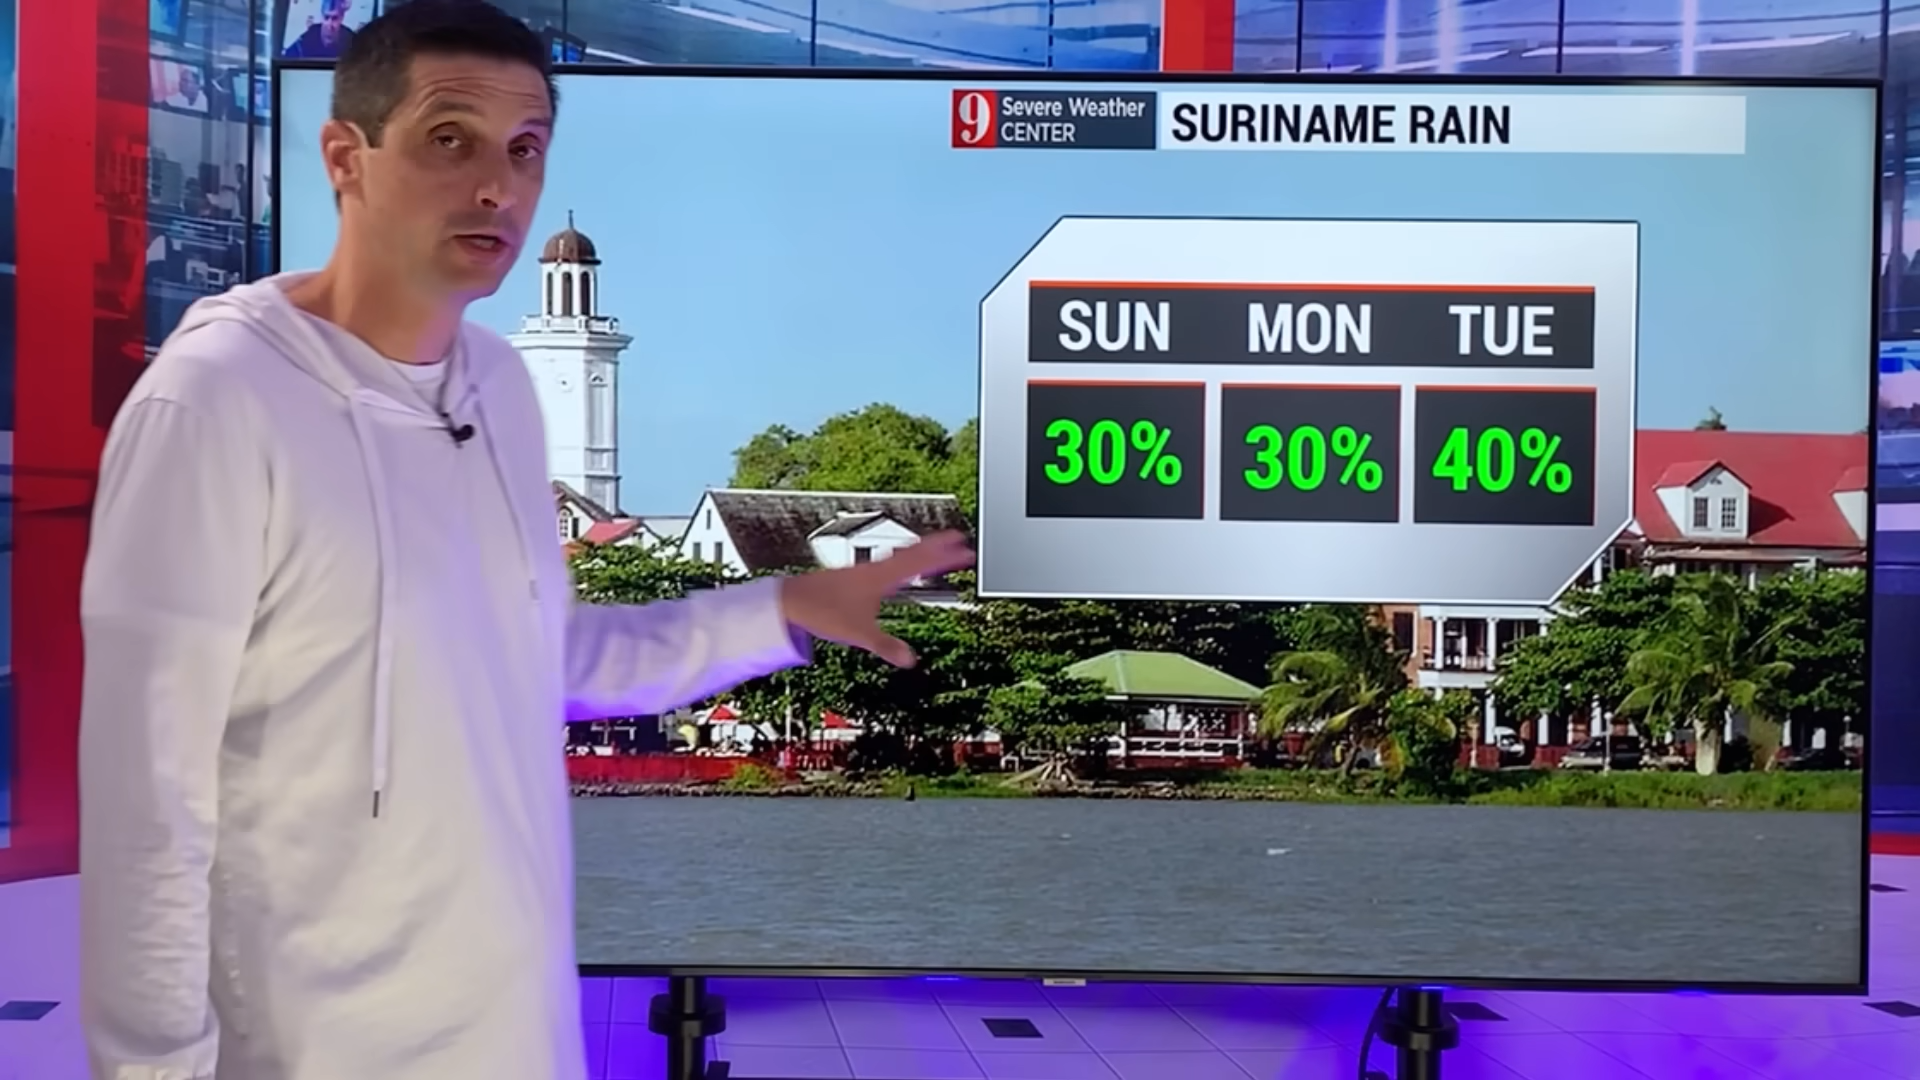 9 Severe Weather
CENTER
SURINAME RAIN
SUN MON TUE
30% 30% 40%